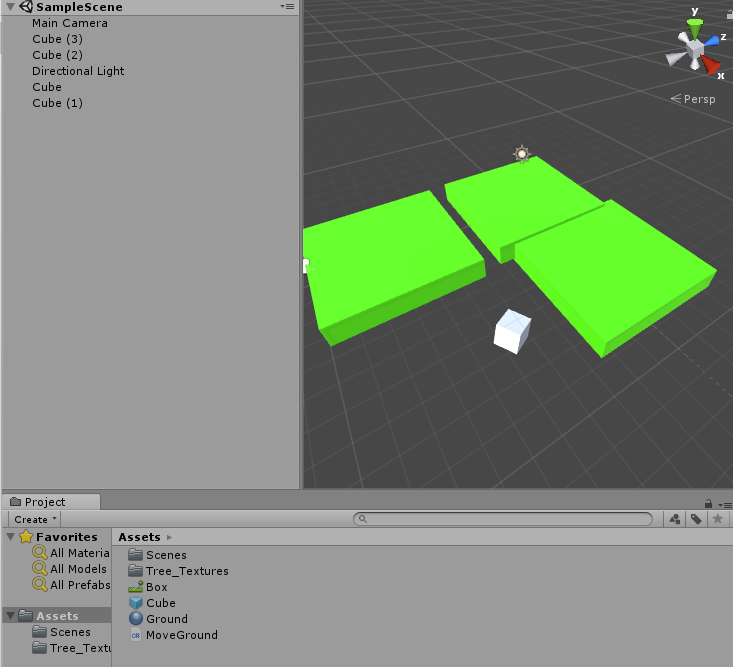 SampleScene
Main Camera
Cube (3)
Cube (2)
Directional Light
Cube
Cube (1)
y
z
x
Persp
Project
Create
Favorites
All Materia
All Models
All Prefabs
Assets
Scenes
Tree_Textu
Assets
Scenes
Tree_Textures
Box
Cube
Ground
MoveGround